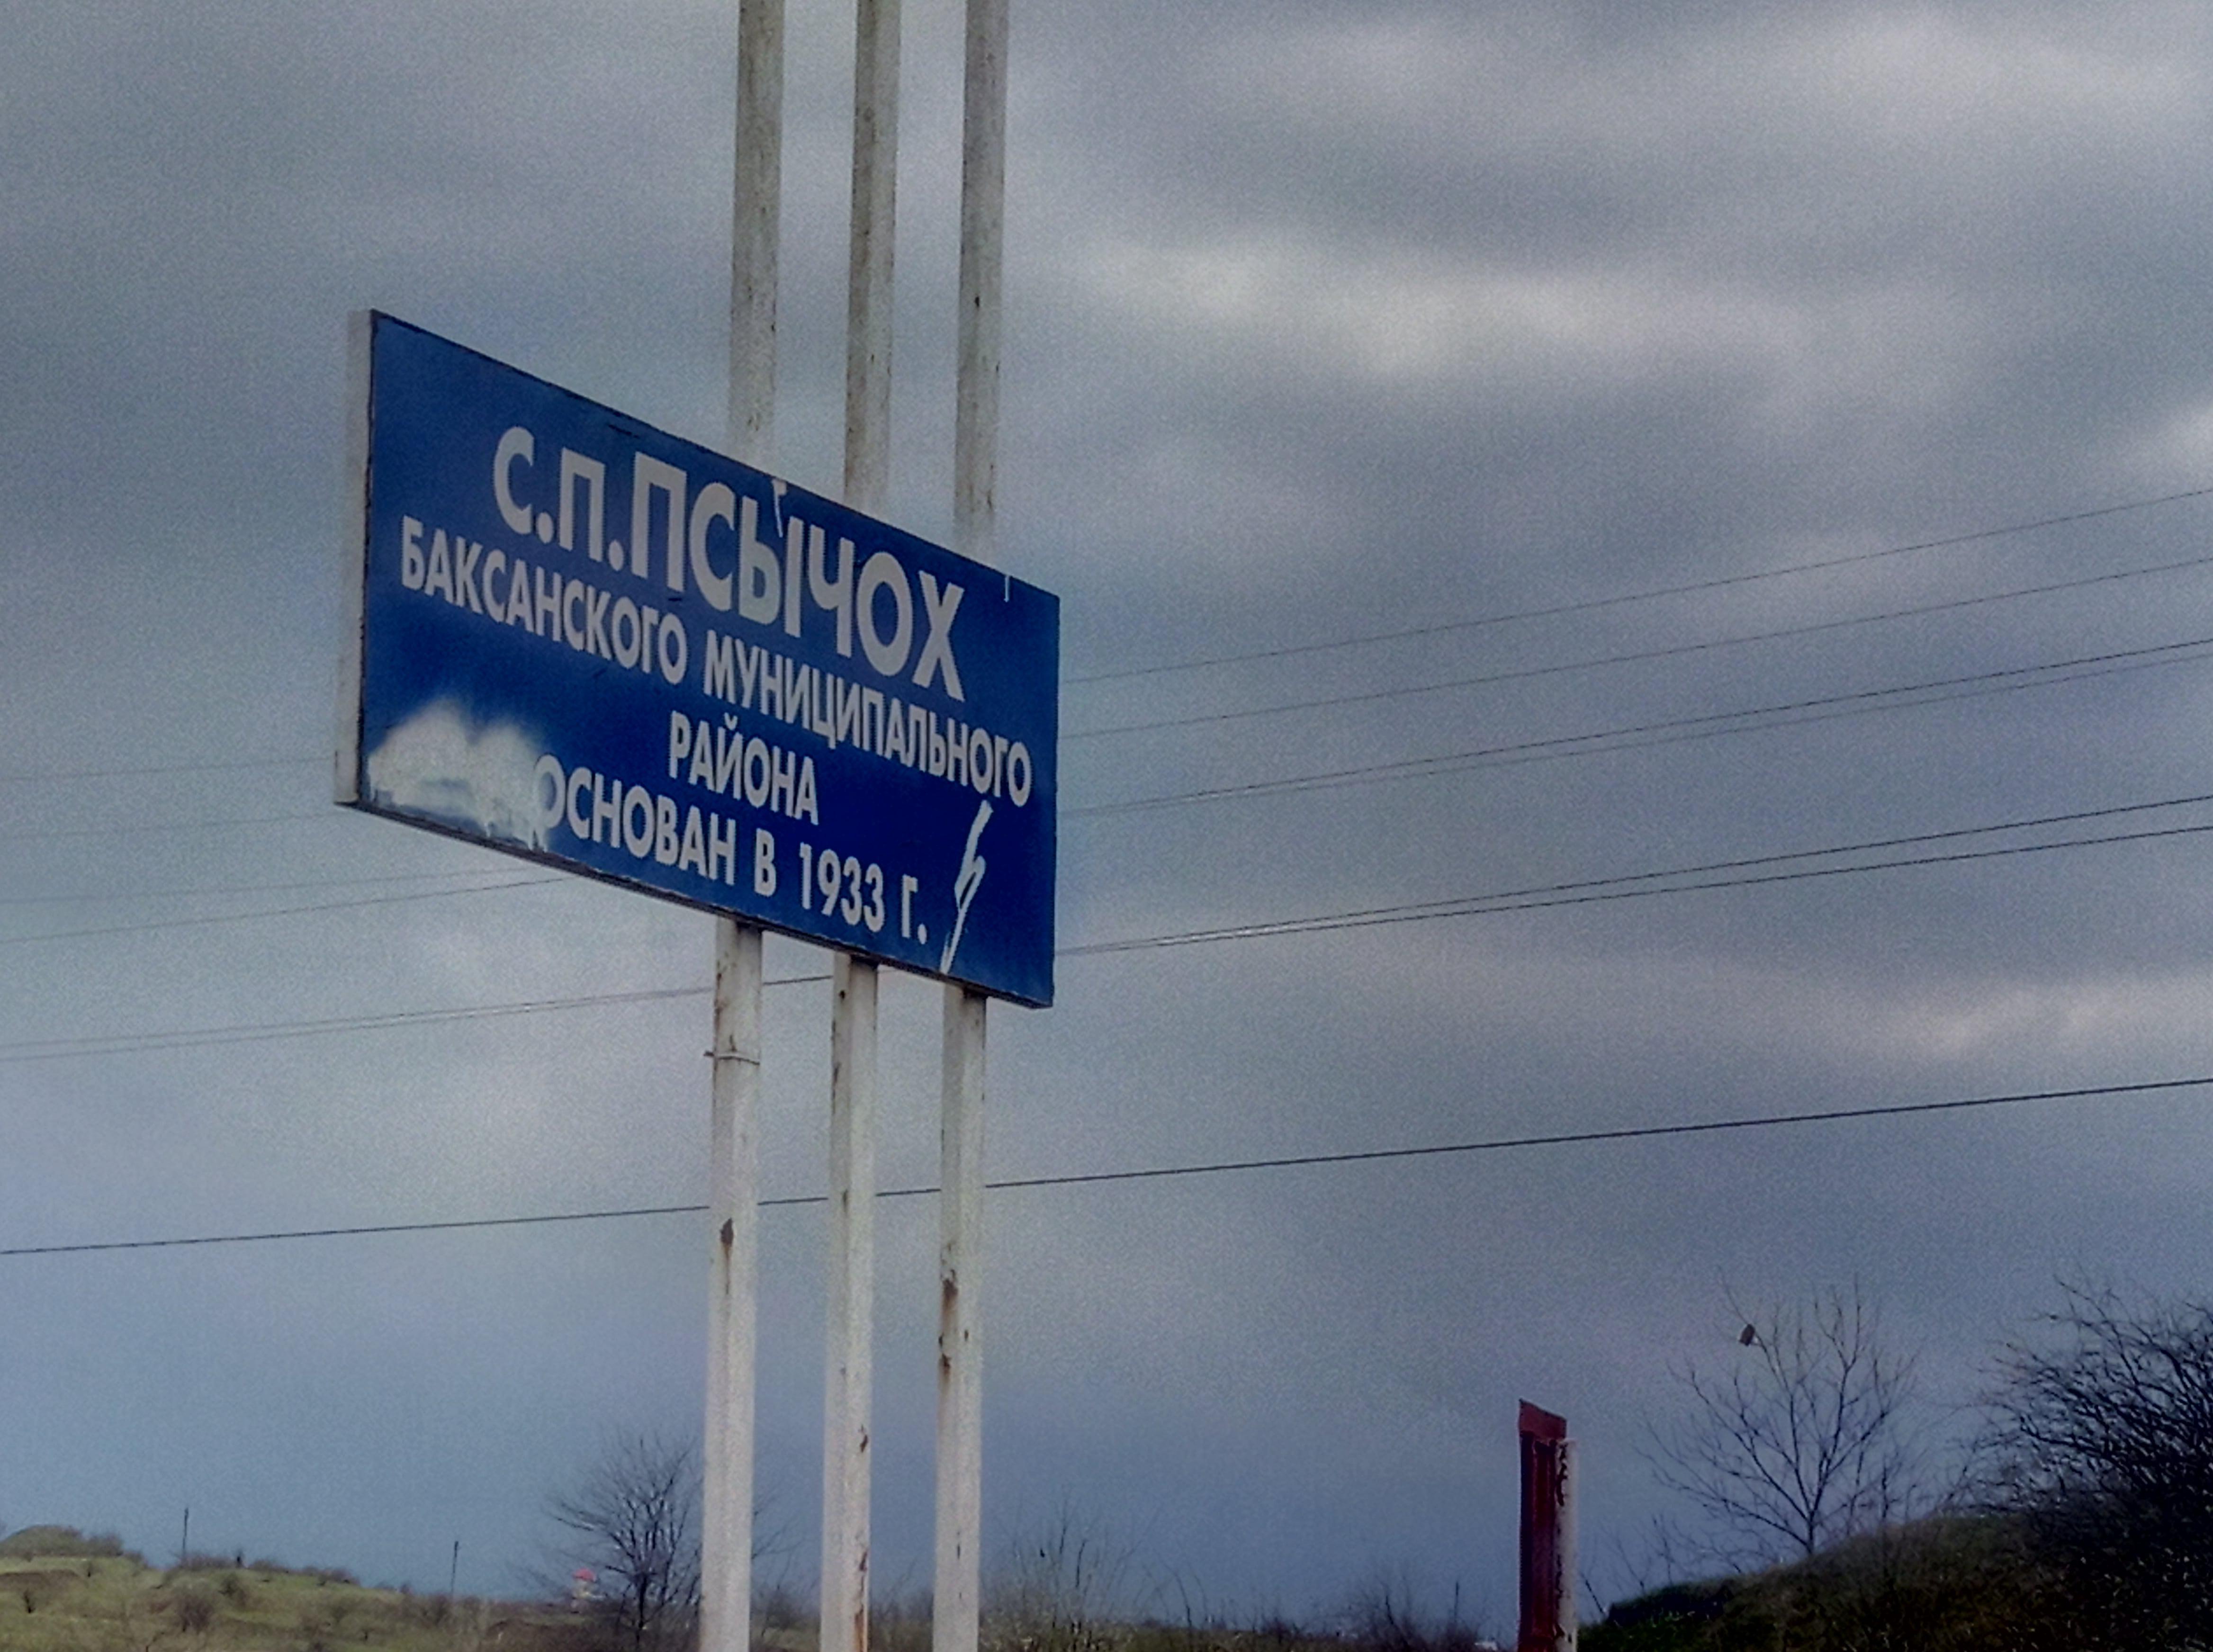 С.П.ПСЫЧОХ
БАКСАНСКОГО МУНИЦИПАЛЬНОГО
РАЙОНА
ОСНОВАН В 1933 Г.